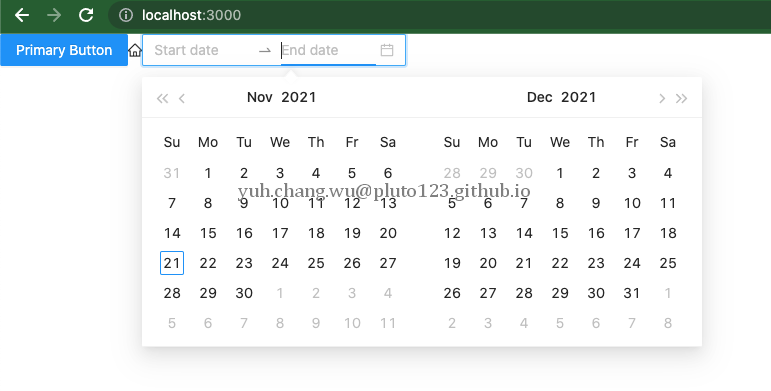 localhost:3000
Primary Button Start date End date
Nov 2021 Dec 2021
Su Mo Tu We Th Fr Sa Su Mo Tu We Th Fr Sa
31 1 2 3 4 5 6 28 29 30 1 2 3 4
yuh.chang.wu@pluto123.github.io
7 8 9 10 11 12 13 5 6 7 8 9 10 11
14 15 16 17 18 19 20 12 13 14 15 16 17 18
21 22 23 24 25 26 27 19 20 21 22 23 24 25
28 29 30 1 2 3 4 26 27 28 29 30 31 1
5 6 7 8 9 10 11 2 3 4 5 6 7 8